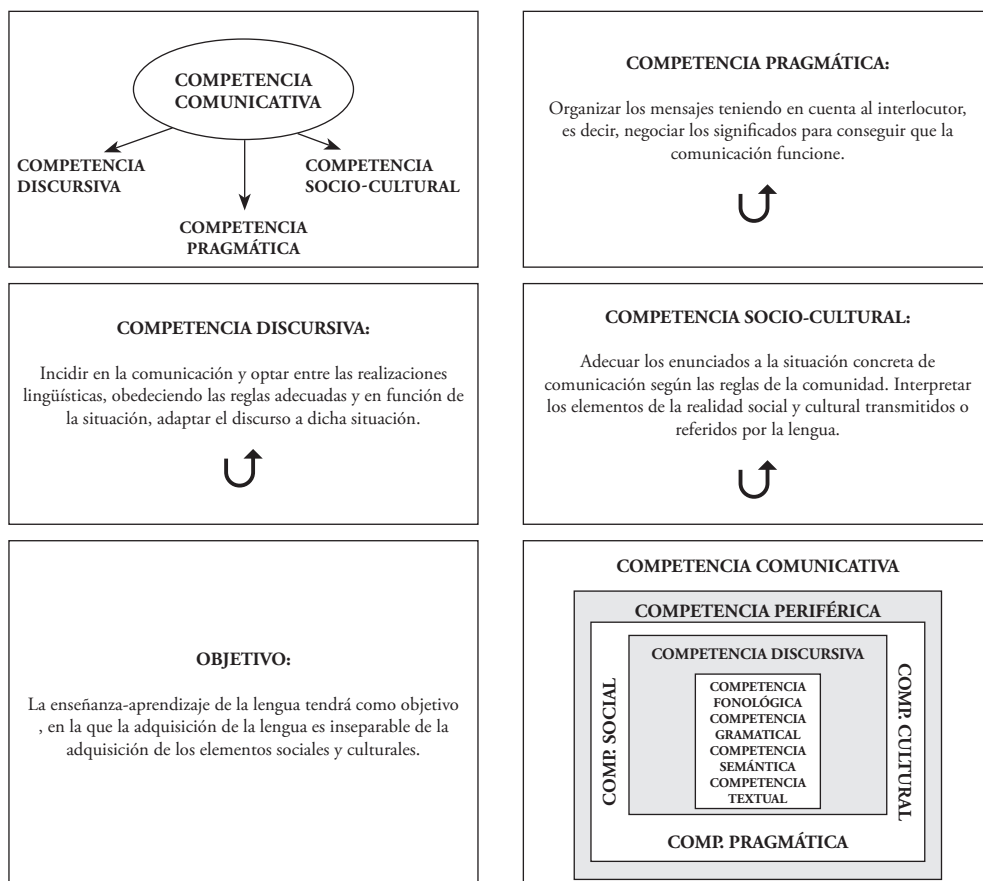 COMPETENCIA
COMUNICATIVA
COMPETENCIA
DISCURSIVA
COMPETENCIA
SOCIO-CULTURAL
COMPETENCIA
PRAGMÁTICA
COMPETENCIA PRAGMÁTICA:
Organizar los mensajes teniendo en cuenta al interlocutor,
es decir, negociar los significados para conseguir que la
comunicación funcione.
COMPETENCIA DISCURSIVA:
Incidir en la comunicación y optar entre las realizaciones
lingüísticas, obedeciendo las reglas adecuadas y en función de
la situación, adaptar el discurso a dicha situación.
COMPETENCIA SOCIO-CULTURAL:
Adecuar los enunciados a la situación concreta de
comunicación según las reglas de la comunidad. Interpretar
los elementos de la realidad social y cultural transmitidos o
referidos por la lengua.
OBJETIVO:
La enseñanza-aprendizaje de la lengua tendrá como objetivo
, en la que la adquisición de la lengua es inseparable de la
adquisición de los elementos sociales y culturales.
COMPETENCIA COMUNICATIVA
COMPETENCIA PERIFÉRICA
COMP. SOCIAL
COMPETENCIA DISCURSIVA
COMPETENCIA
FONOLÓGICA
COMPETENCIA
GRAMATICAL
COMPETENCIA
SEMÁNTICA
COMPETENCIA
TEXTUAL
COMP. CULTURAL
COMP. PRAGMÁTICA